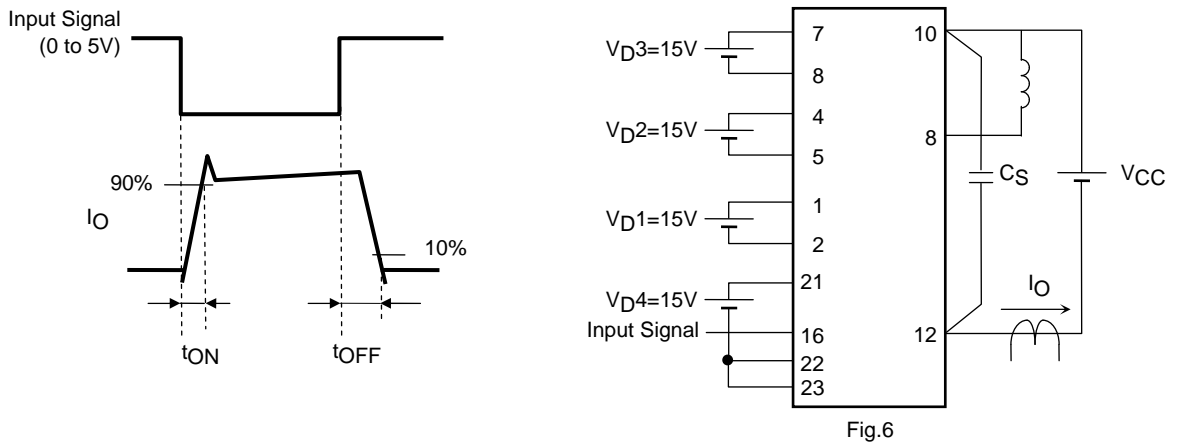 Input Signal
(0 to 5V)
90%
IO
10%
tON
tOFF
VD3=15V
7
8
VD2=15V
4
5
VD1=15V
1
2
VD4=15V
21
Input Signal
16
22
23
10
8
12
CS
VCC
IO
Fig.6